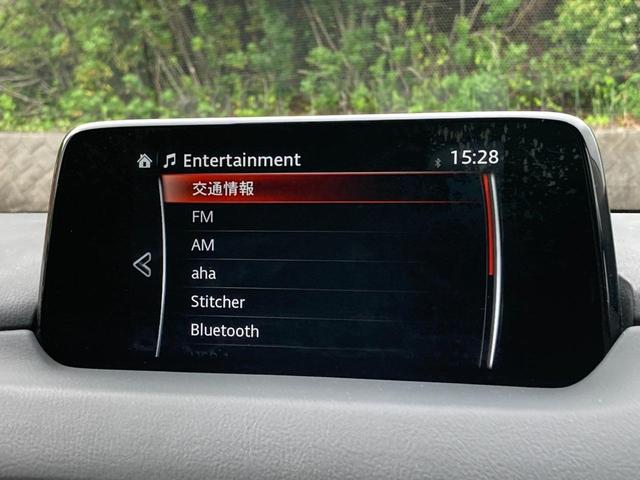 Entertainment 15:28
交通情報
FM
AM
aha
Stitcher
Bluetooth